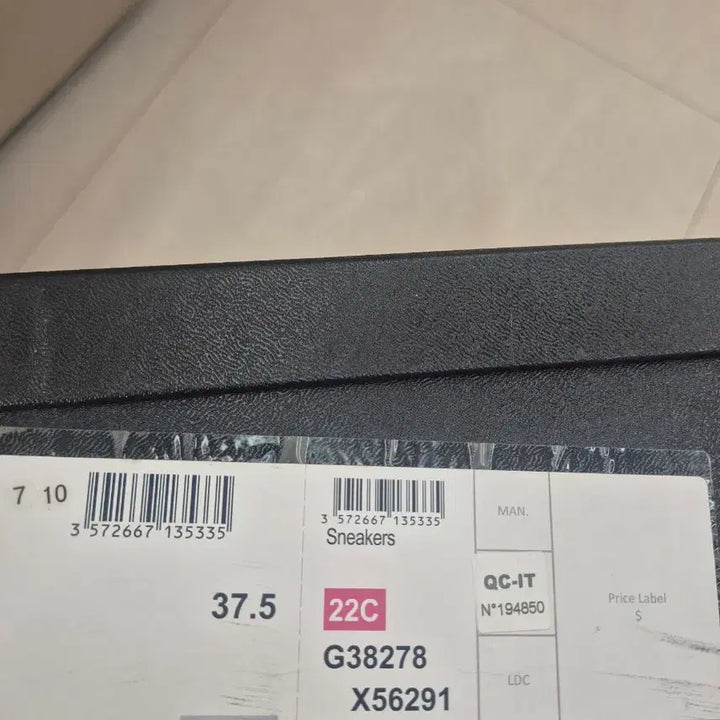 7 10
3 572667 135335
37.5
3 572667 135335
Sneakers
22C
G38278
X56291
MAN.
QC-IT
N°194850
LDC
Price Label
$